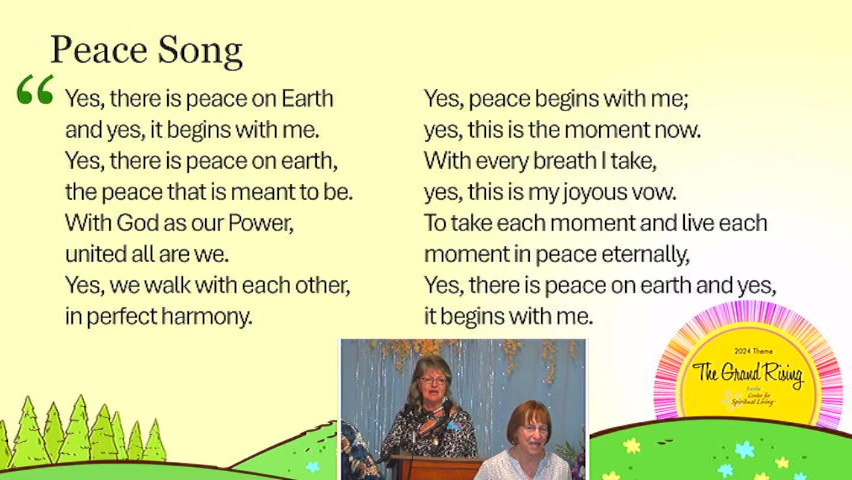 Peace Song
Yes, there is peace on Earth
and yes, it begins with me.
Yes, there is peace on earth,
the peace that is meant to be.
With God as our Power,
united all are we.
Yes, we walk with each other,
in perfect harmony.
Yes, peace begins with me;
yes, this is the moment now.
With every breath I take,
yes, this is my joyous vow.
To take each moment and live each
moment in peace eternally,
Yes, there is peace on earth and yes,
it begins with me.
2024 Theme
The Grand Rising
Center for
Spiritual Living